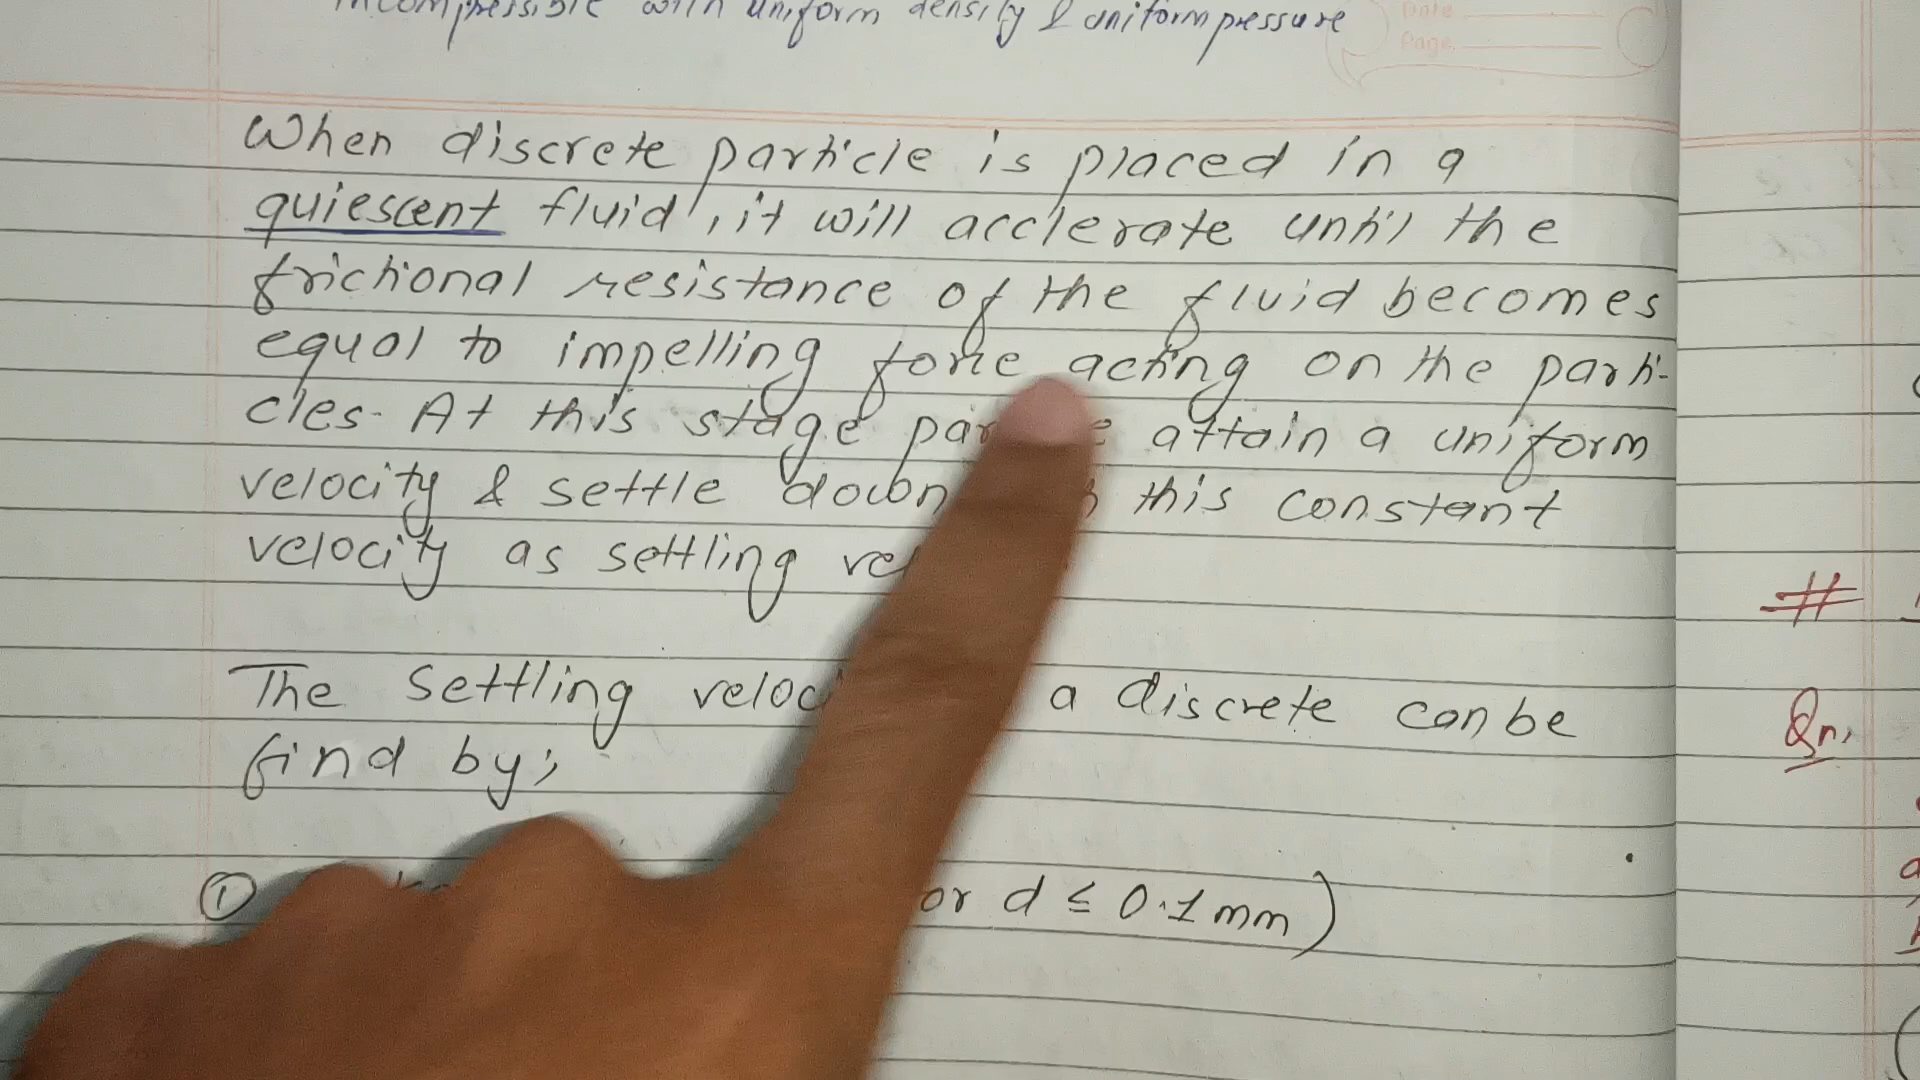 incompressible with uniform density & uniform pressure
Date
Page
When discrete particle is placed in a
quiescent fluid, it will acclerate until the
frictional resistance of the fluid becomes
equal to impelling force acting on the parti-
cles. At this stage attain a uniform
velocity & settle down this constant
velocity as settling
The settling a discrete can be
find by;
① d ≤ 0.1mm)
#
Qn.